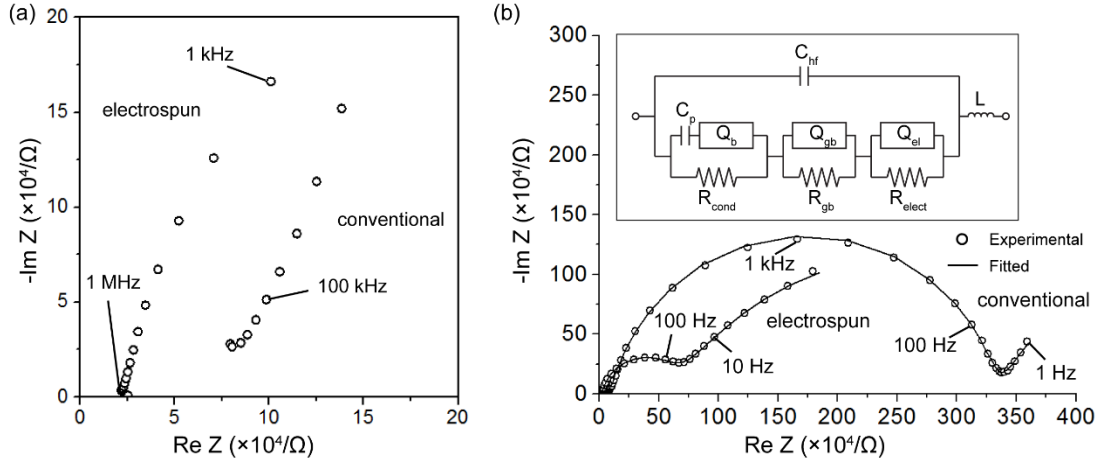 (a)
20
15
10
5
0
-Im Z (×10⁴/Ω)
1 kHz
electrospun
conventional
1 MHz
100 kHz
0 5 10 15 20
Re Z (×10⁴/Ω)
(b)
-300
-250
200
150
100
50
0
-Im Z (×10⁴/Ω)
C_hf
C_p
Q_b
Q_gb
Q_el
L
R_cond
R_gb
R_elect
Experimental
Fitted
1 kHz
conventional
electrospun
100 Hz
100 Hz
10 Hz
1 Hz
0 50 100 150 200 250 300 350 400
Re Z (×10⁴/Ω)